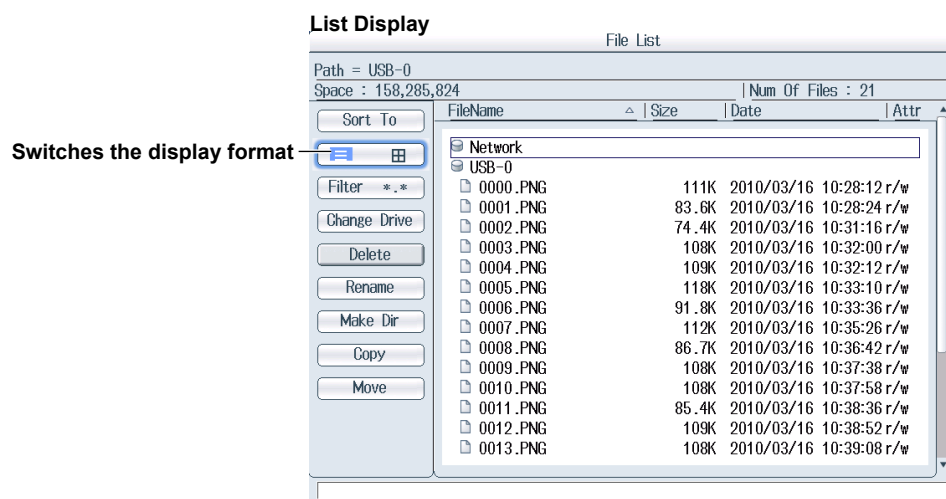 List Display
File List
Path = USB-0
Space : 158,285,824 Num Of Files : 21
FileName Size Date Attr
Sort To
Switches the display format
Filter *.*
Change Drive
Delete
Rename
Make Dir
Copy
Move
Network
USB-0
0000.PNG 111K 2010/03/16 10:28:12 r/w
0001.PNG 83.6K 2010/03/16 10:28:24 r/w
0002.PNG 74.4K 2010/03/16 10:31:16 r/w
0003.PNG 108K 2010/03/16 10:32:00 r/w
0004.PNG 109K 2010/03/16 10:32:12 r/w
0005.PNG 118K 2010/03/16 10:33:10 r/w
0006.PNG 91.8K 2010/03/16 10:33:36 r/w
0007.PNG 112K 2010/03/16 10:35:26 r/w
0008.PNG 86.7K 2010/03/16 10:36:42 r/w
0009.PNG 108K 2010/03/16 10:37:38 r/w
0010.PNG 108K 2010/03/16 10:37:58 r/w
0011.PNG 85.4K 2010/03/16 10:38:36 r/w
0012.PNG 109K 2010/03/16 10:38:52 r/w
0013.PNG 108K 2010/03/16 10:39:08 r/w